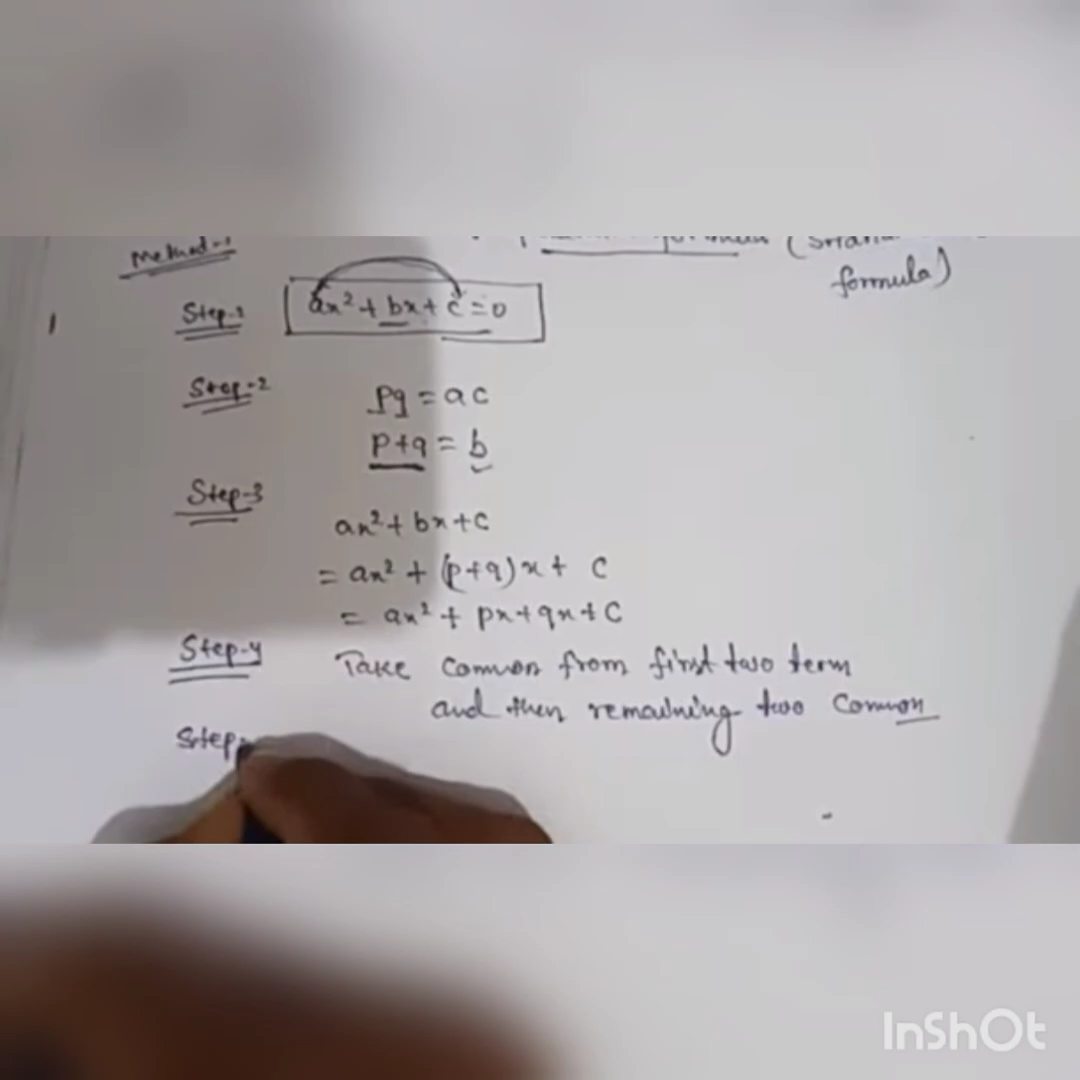 Method-1
formula)
Step-1 ax²+bx+c=0
Step-2 pq=ac
p+q=b
Step-3
ax²+bx+c
= ax²+(p+q)x+ c
= ax²+px+qx+c
Step-4 Take common from first two term
and then remaining two common
Step-
InShOt